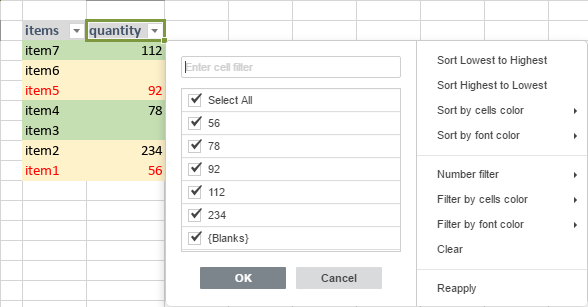 items quantity
item7 112
item6
item5 92
item4 78
item3
item2 234
item1 56
Enter cell filter
Select All
56
78
92
112
234
{Blanks}
OK Cancel
Sort Lowest to Highest
Sort Highest to Lowest
Sort by cells color
Sort by font color
Number filter
Filter by cells color
Filter by font color
Clear
Reapply